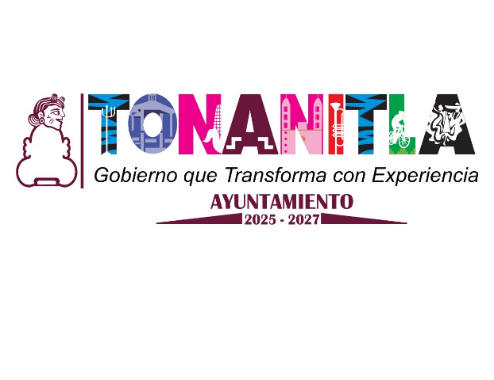 TONANITLA
Gobierno que Transforma con Experiencia
AYUNTAMIENTO
2025 - 2027